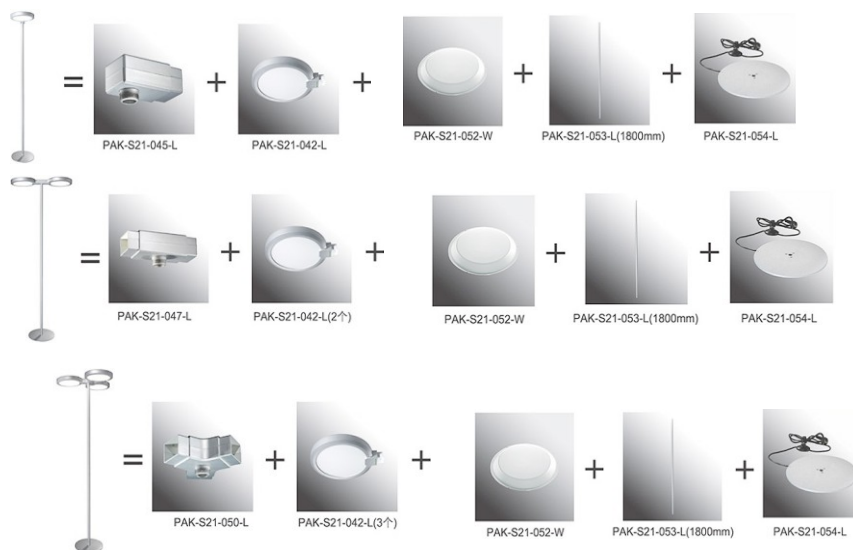 PAK-S21-045-L
PAK-S21-042-L
PAK-S21-052-W
PAK-S21-053-L(1800mm)
PAK-S21-054-L
PAK-S21-047-L
PAK-S21-042-L(2个)
PAK-S21-052-W
PAK-S21-053-L(1800mm)
PAK-S21-054-L
PAK-S21-050-L
PAK-S21-042-L(3个)
PAK-S21-052-W
PAK-S21-053-L(1800mm)
PAK-S21-054-L